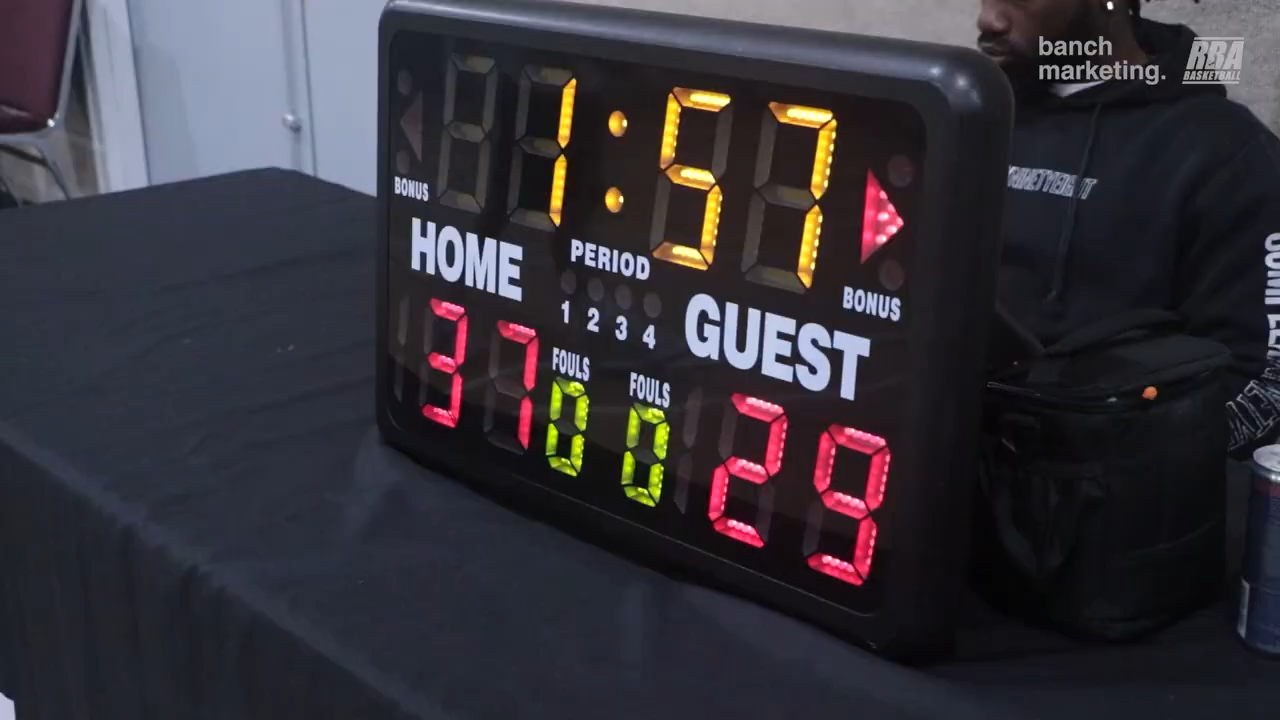 banch
marketing.
RBA
BASKETBALL
1:57
BONUS
HOME
PERIOD
1 2 3 4
GUEST
BONUS
37
FOULS
8
FOULS
0
29